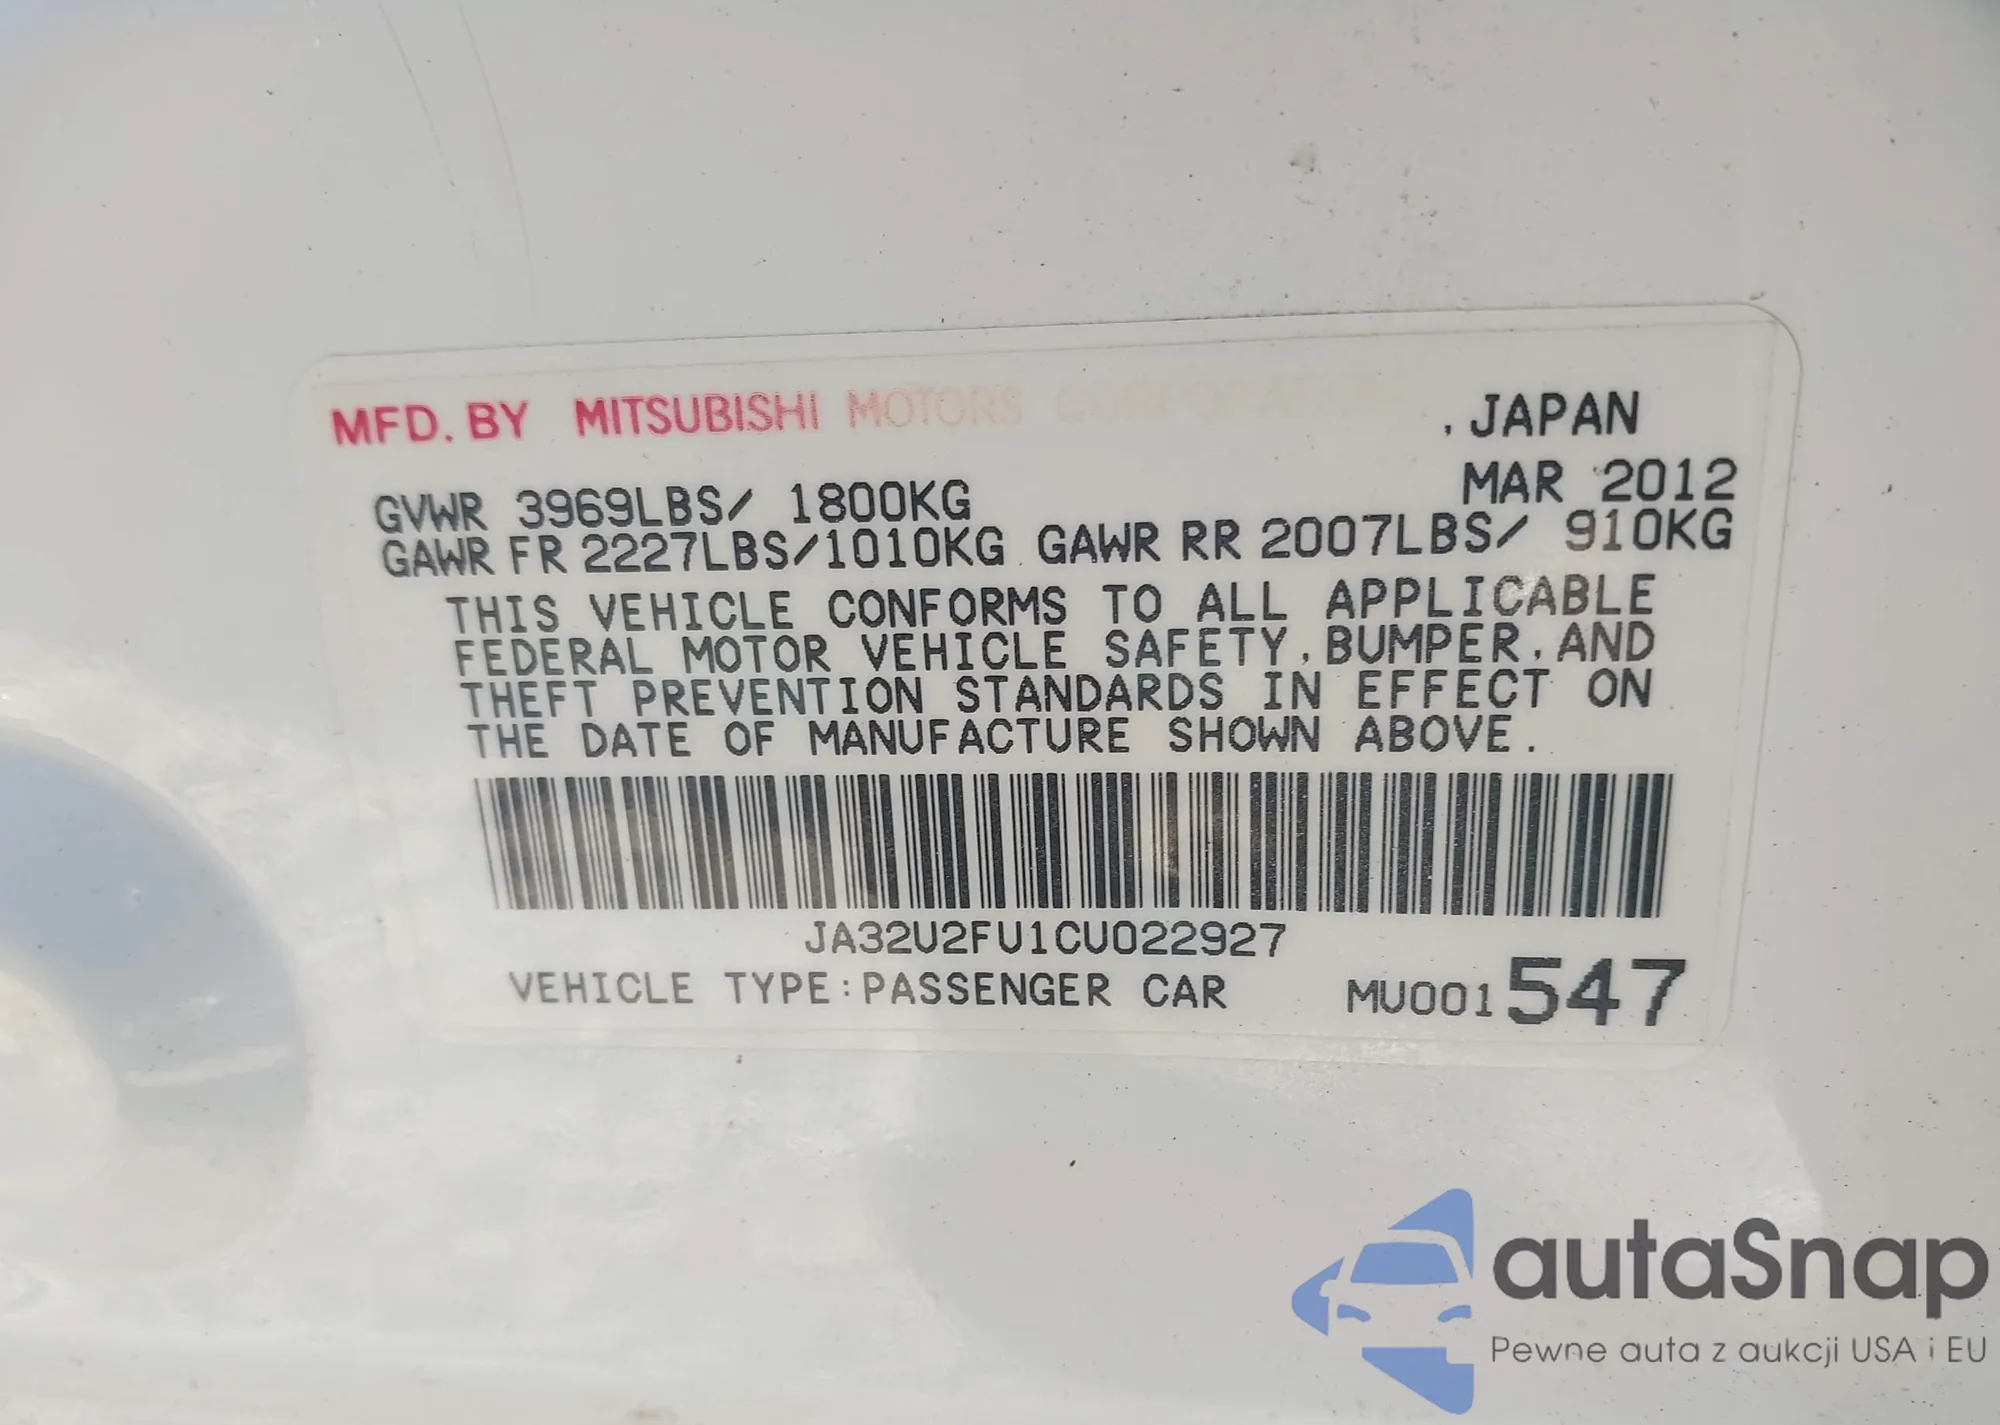 MFD. BY MITSUBISHI MOTORS CORPORATION, JAPAN
GVWR 3969LBS/ 1800KG MAR 2012
GAWR FR 2227LBS/1010KG GAWR RR 2007LBS/ 910KG
THIS VEHICLE CONFORMS TO ALL APPLICABLE
FEDERAL MOTOR VEHICLE SAFETY, BUMPER, AND
THEFT PREVENTION STANDARDS IN EFFECT ON
THE DATE OF MANUFACTURE SHOWN ABOVE.
JA32U2FU1CU022927
VEHICLE TYPE: PASSENGER CAR MU001547
autaSnap
Pewne auta z aukcji USA i EU